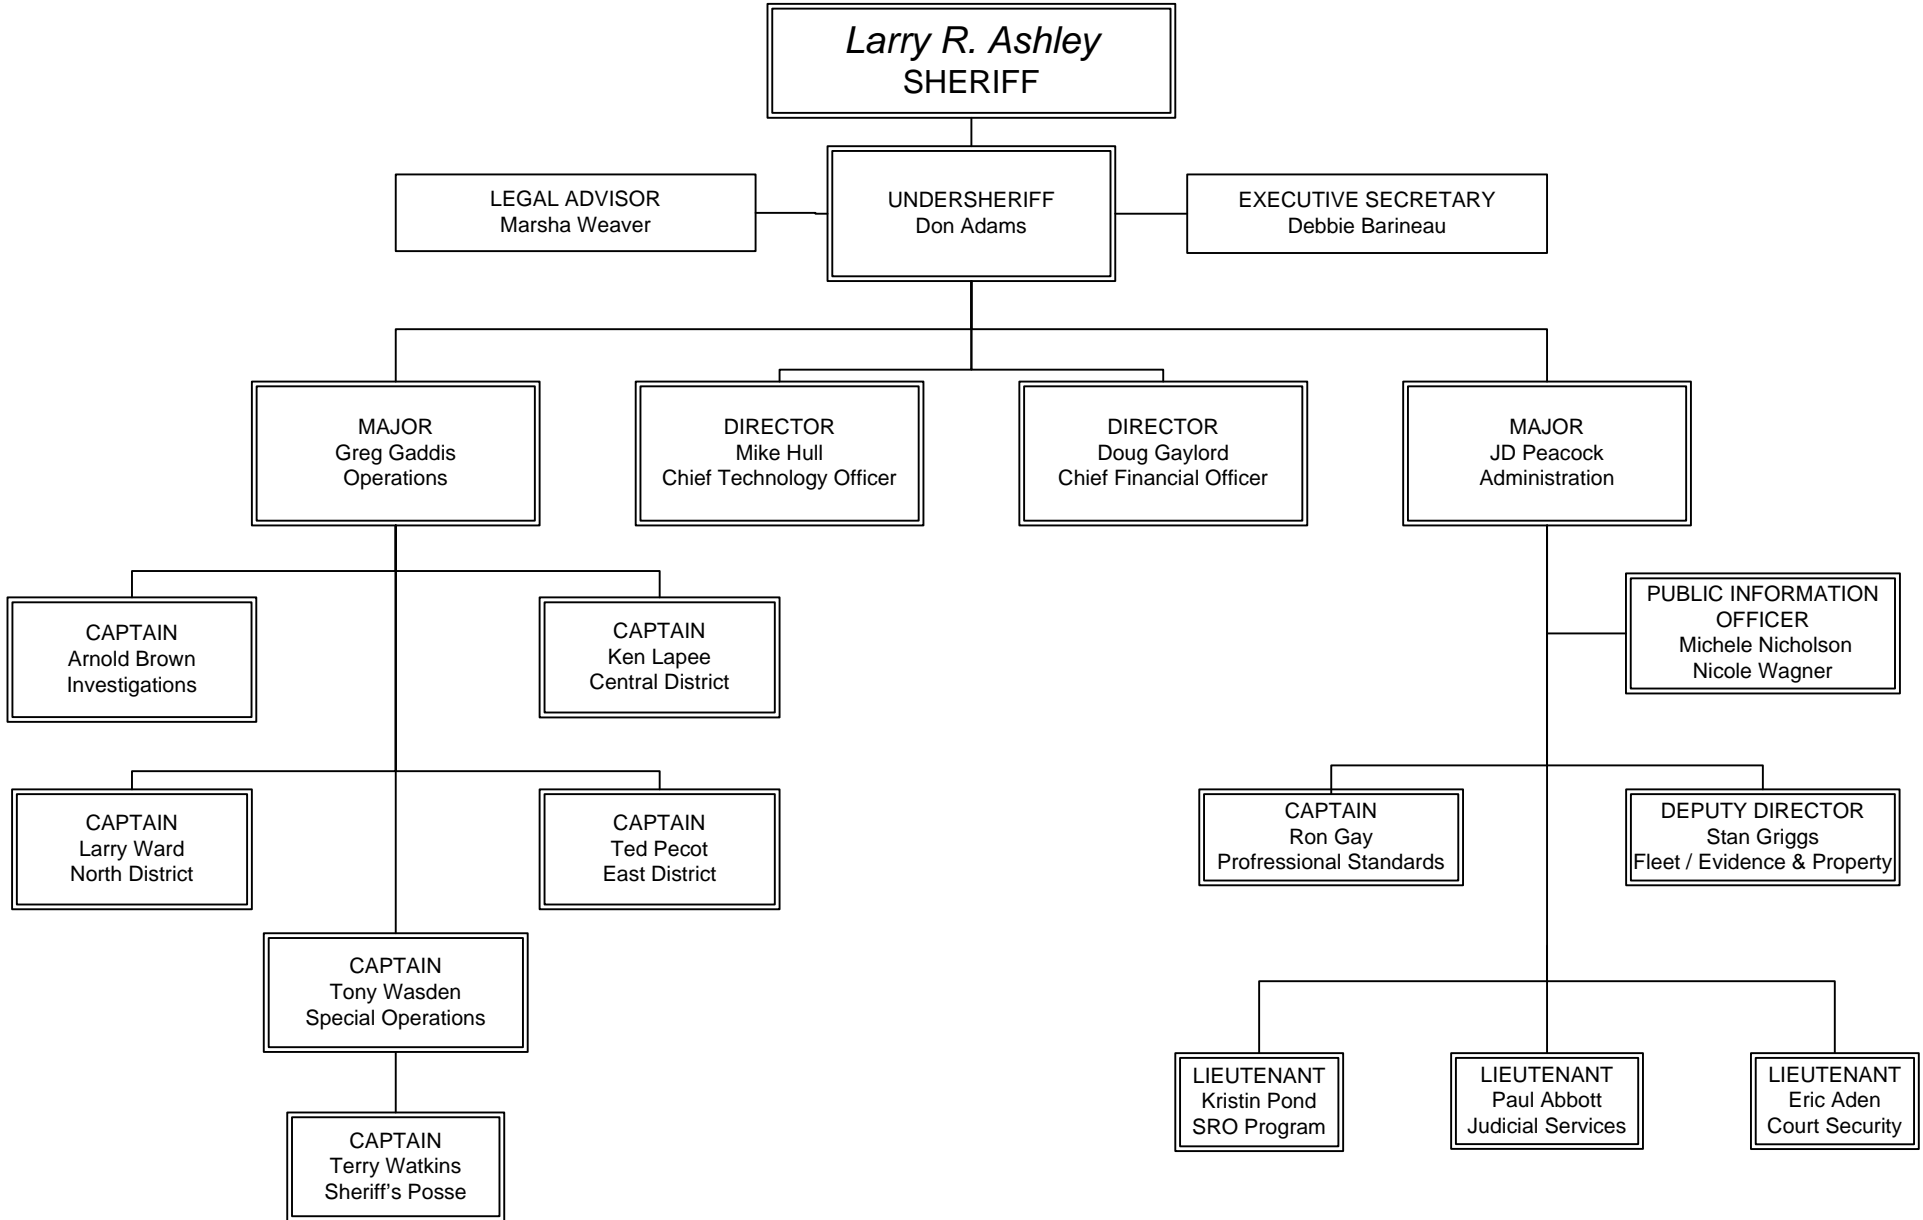 Larry R. Ashley
SHERIFF
LEGAL ADVISOR
Marsha Weaver
UNDERSHERIFF
Don Adams
EXECUTIVE SECRETARY
Debbie Barineau
MAJOR
Greg Gaddis
Operations
DIRECTOR
Mike Hull
Chief Technology Officer
DIRECTOR
Doug Gaylord
Chief Financial Officer
MAJOR
JD Peacock
Administration
CAPTAIN
Arnold Brown
Investigations
CAPTAIN
Ken Lapee
Central District
PUBLIC INFORMATION
OFFICER
Michele Nicholson
Nicole Wagner
CAPTAIN
Larry Ward
North District
CAPTAIN
Ted Pecot
East District
CAPTAIN
Ron Gay
Profressional Standards
DEPUTY DIRECTOR
Stan Griggs
Fleet / Evidence & Property
CAPTAIN
Tony Wasden
Special Operations
LIEUTENANT
Kristin Pond
SRO Program
LIEUTENANT
Paul Abbott
Judicial Services
LIEUTENANT
Eric Aden
Court Security
CAPTAIN
Terry Watkins
Sheriff's Posse